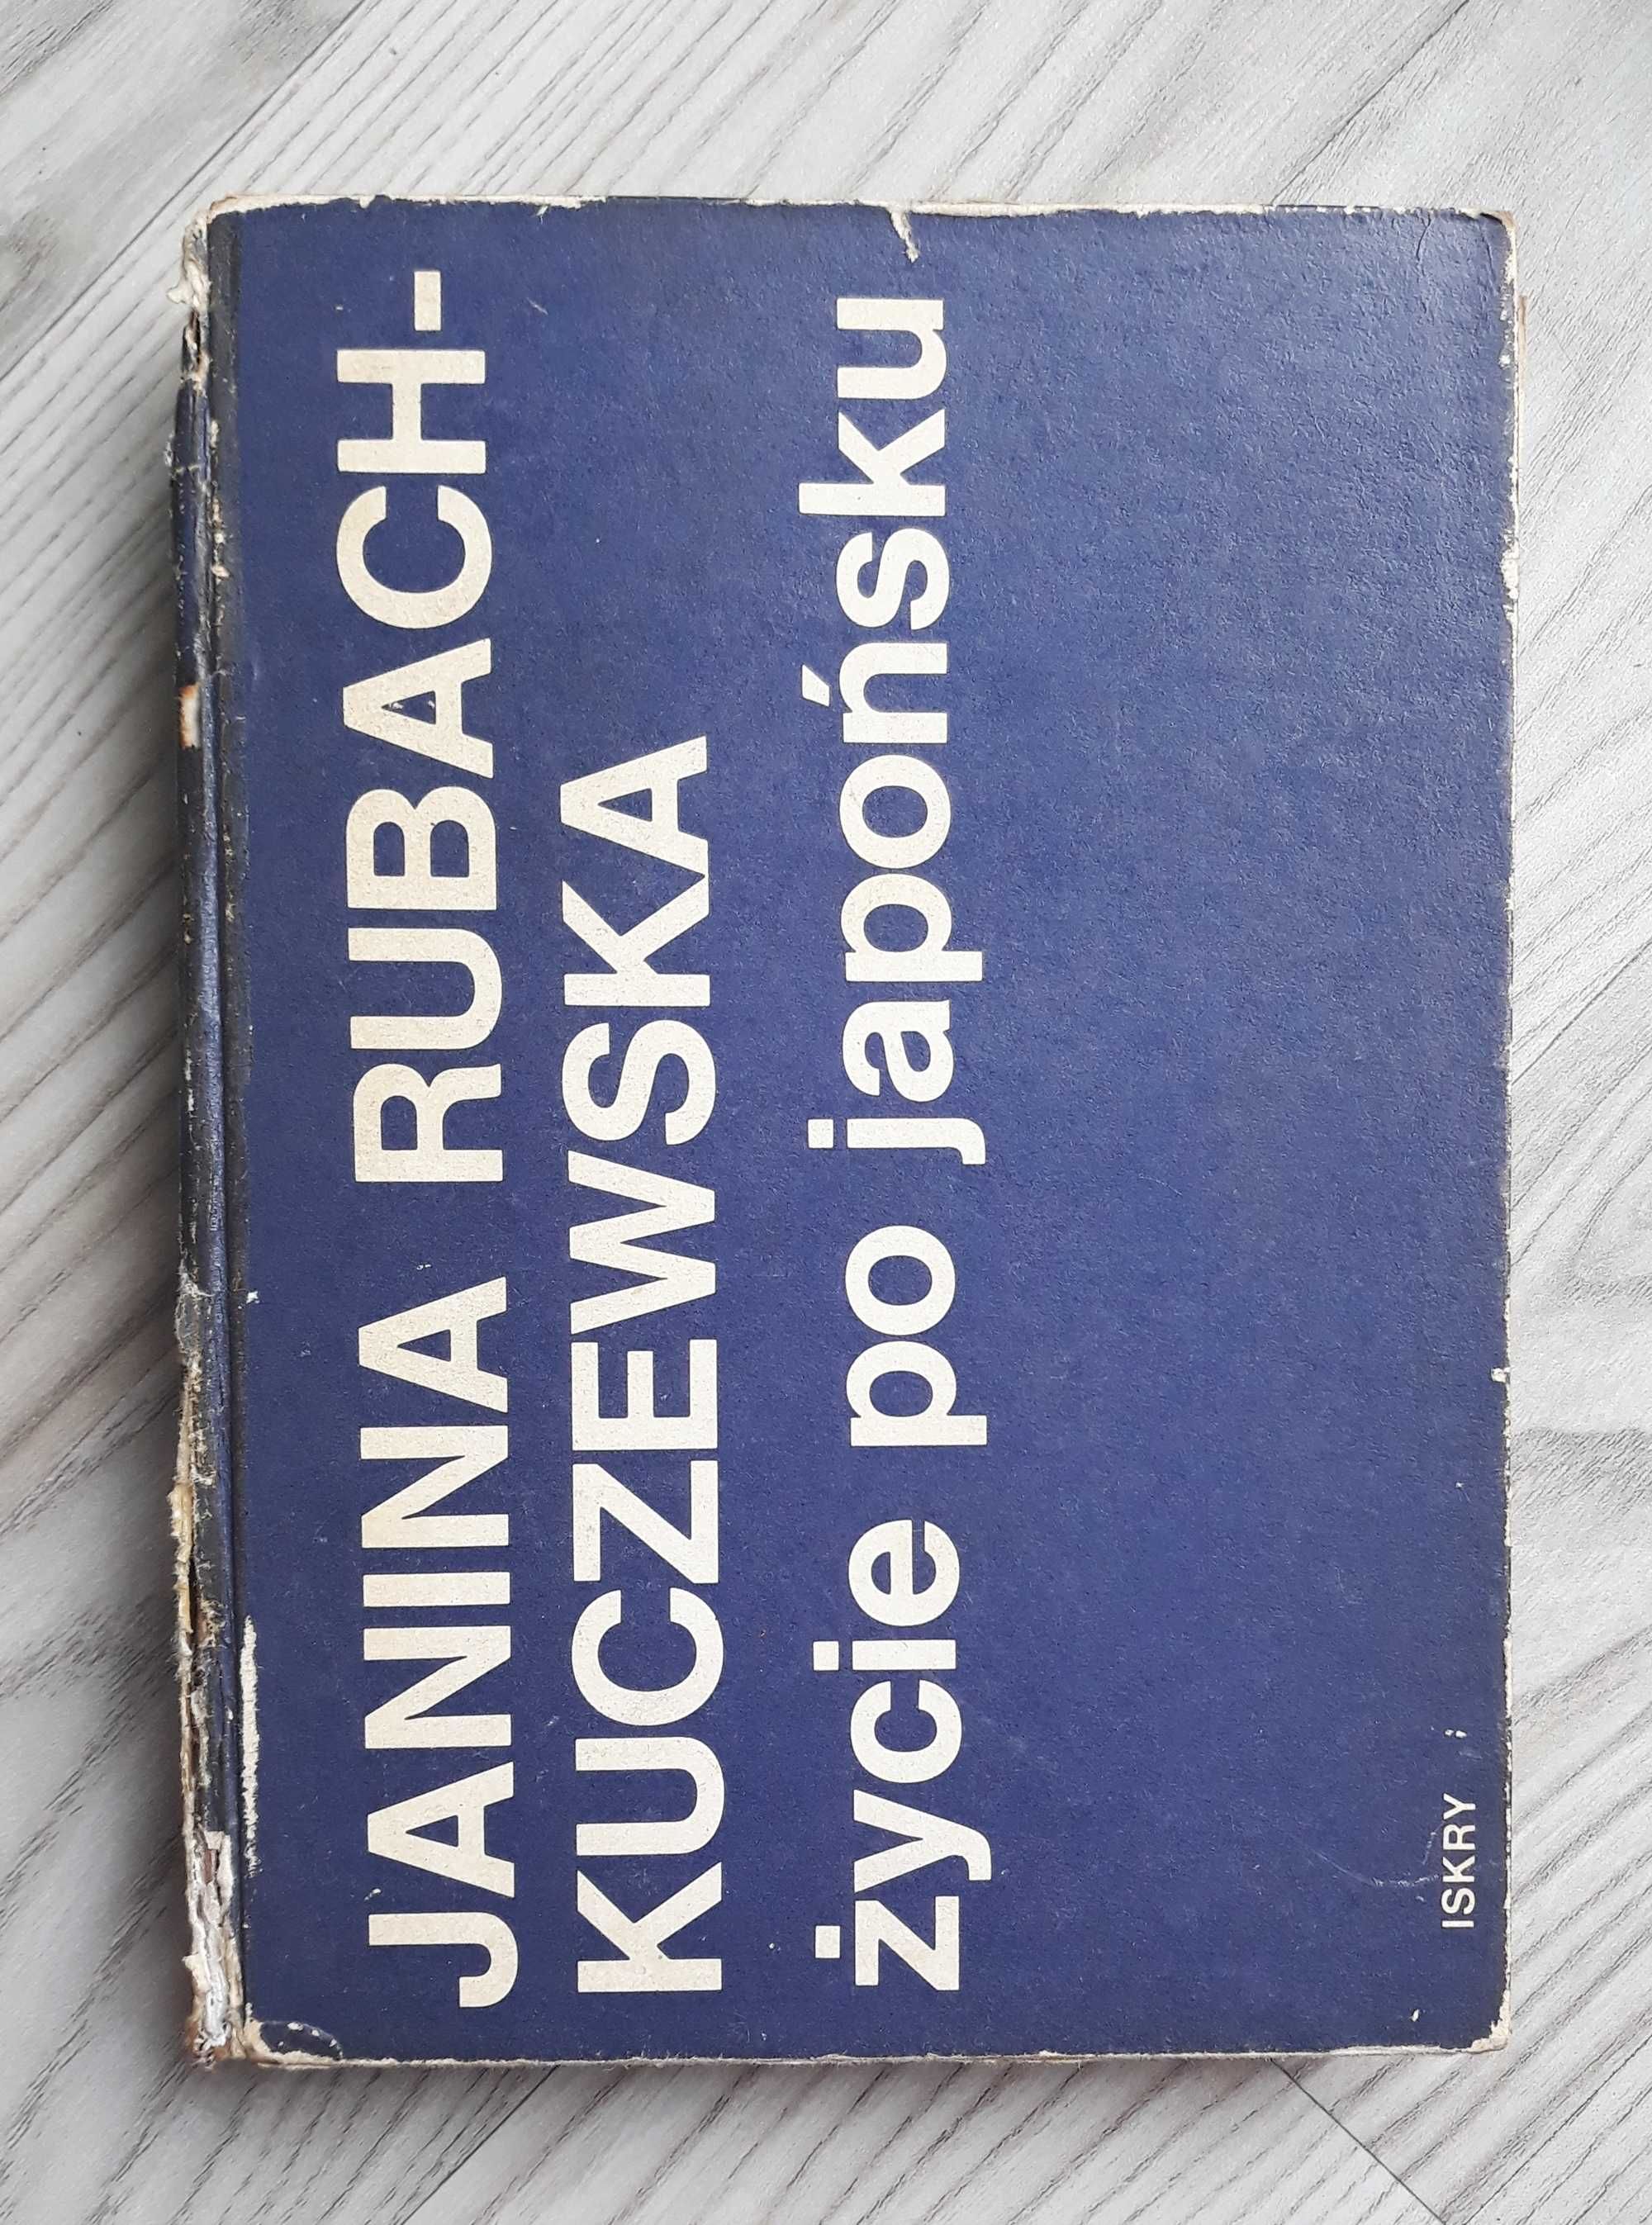 JANINA RUBACH-
KUCZEWSKA
życie po japońsku
ISKRY